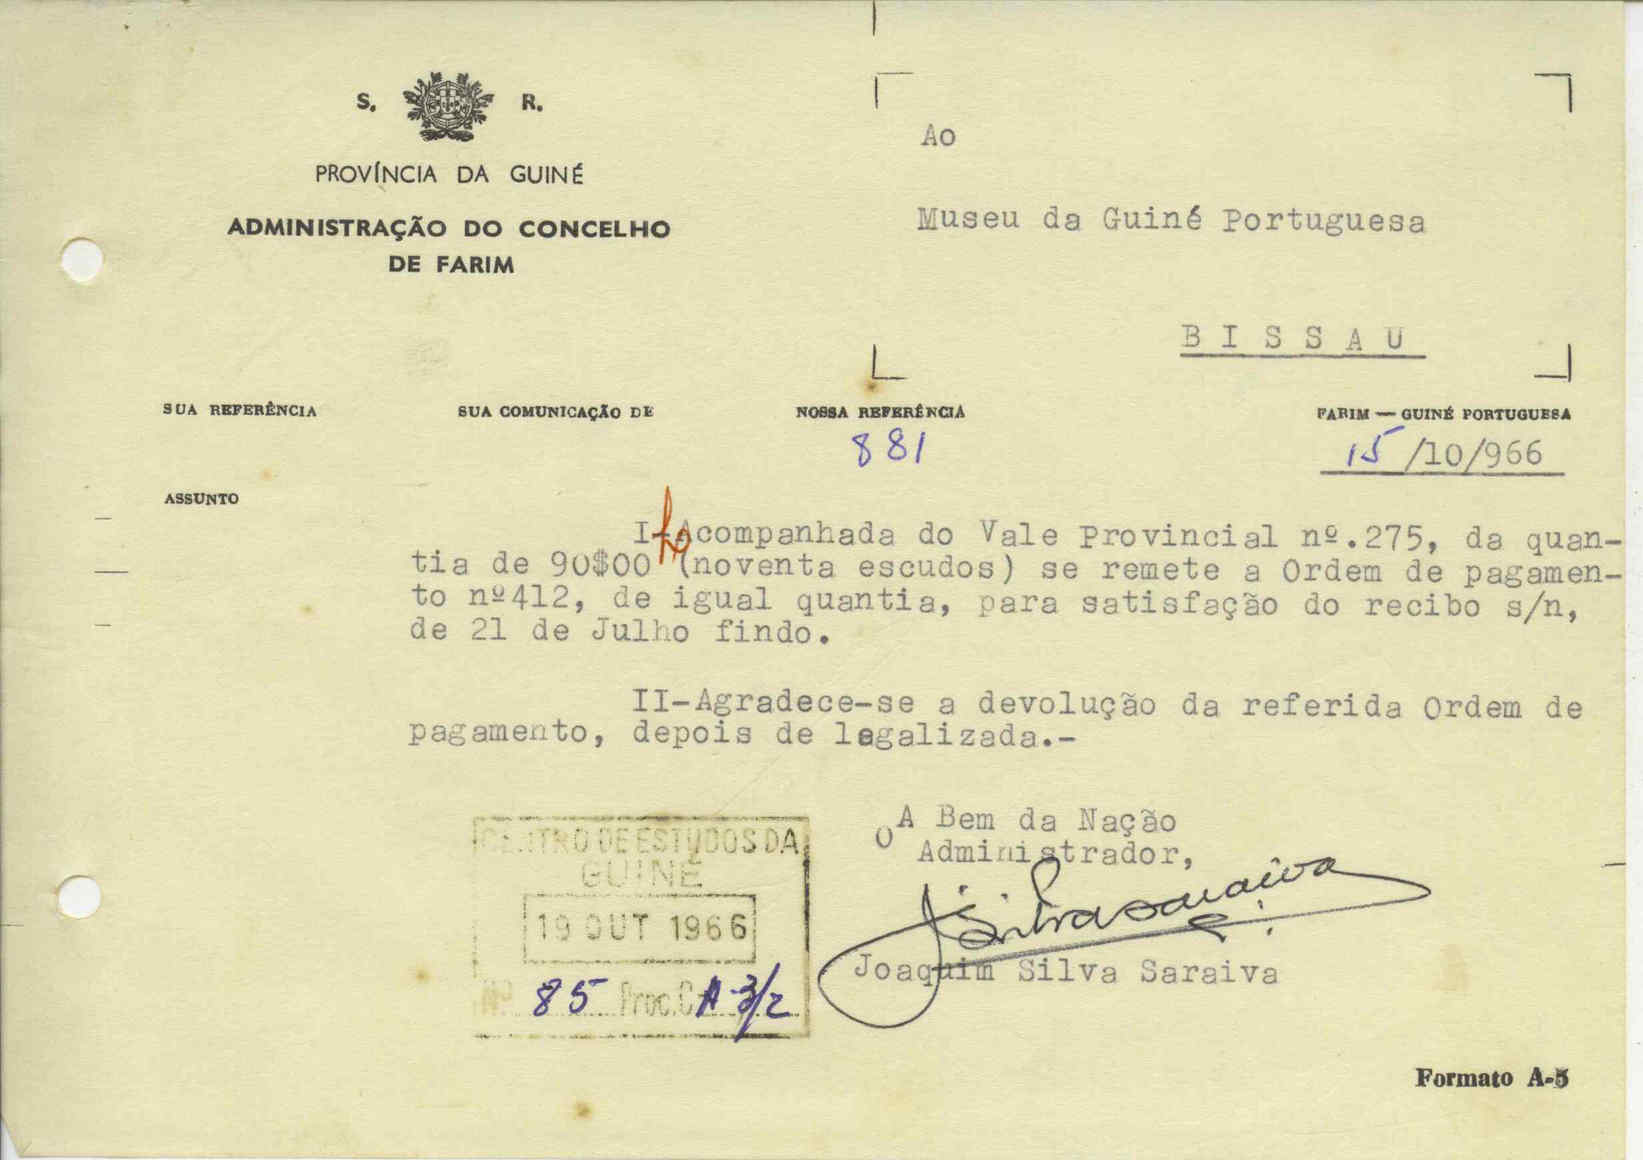 S. R.
PROVÍNCIA DA GUINÉ
ADMINISTRAÇÃO DO CONCELHO
DE FARIM
Ao
Museu da Guiné Portuguesa
B I S S A U
SUA REFERÊNCIA
SUA COMUNICAÇÃO DE
NOSSA REFERÊNCIA
FARIM — GUINÉ PORTUGUESA
881
15/10/966
ASSUNTO
I-Acompanhada do Vale Provincial nº.275, da quan-
tia de 90$00 (noventa escudos) se remete a Ordem de pagamen-
to nº412, de igual quantia, para satisfação do recibo s/n,
de 21 de Julho findo.
II-Agradece-se a devolução da referida Ordem de
pagamento, depois de legalizada.-
A Bem da Nação
O Administrador,
JSilvasaraiva
Joaquim Silva Saraiva
CENTRO DE ESTUDOS DA
GUINÉ
19 OUT 1966
Nº 85 Proc. C A-3/2
Formato A-5